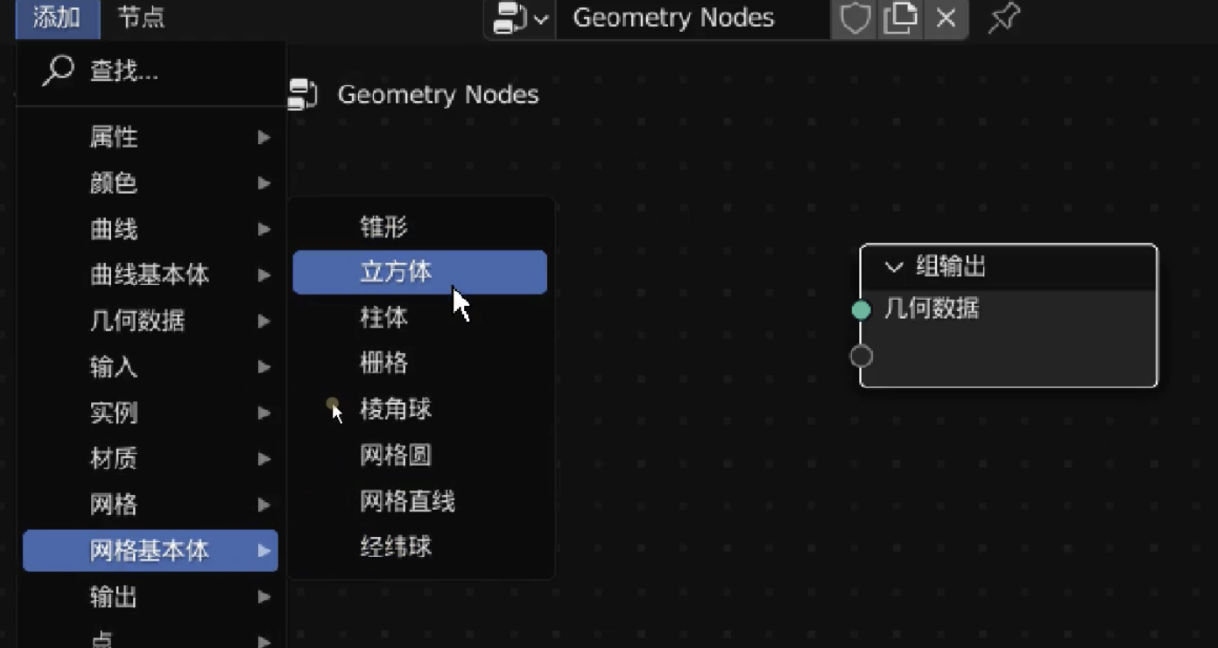 添加 节点 Geometry Nodes
查找...
Geometry Nodes
属性
颜色
曲线
曲线基本体
几何数据
输入
实例
材质
网格
网格基本体
输出
点
锥形
立方体
柱体
栅格
棱角球
网格圆
网格直线
经纬球
组输出
几何数据